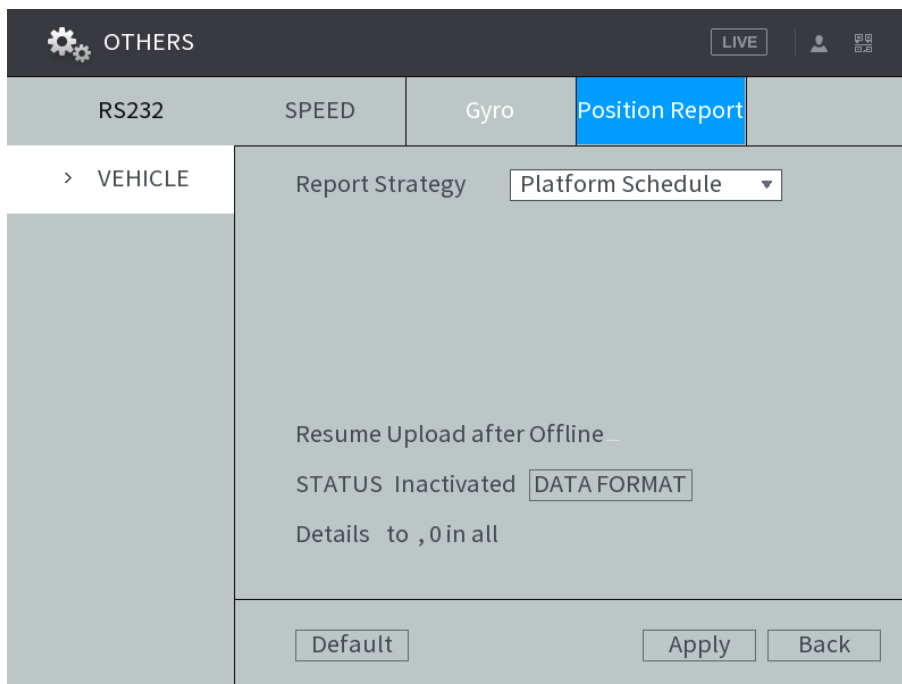 OTHERS LIVE
RS232 SPEED Gyro Position Report
> VEHICLE
Report Strategy Platform Schedule
Resume Upload after Offline
STATUS Inactivated DATA FORMAT
Details to , 0 in all
Default Apply Back